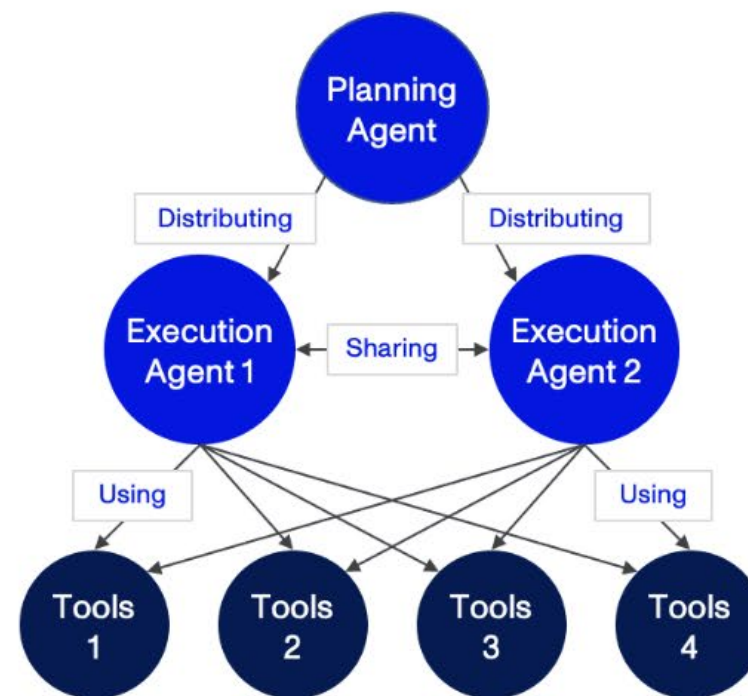 Planning
Agent
Distributing
Distributing
Execution
Agent 1
Sharing
Execution
Agent 2
Using
Using
Tools
1
Tools
2
Tools
3
Tools
4